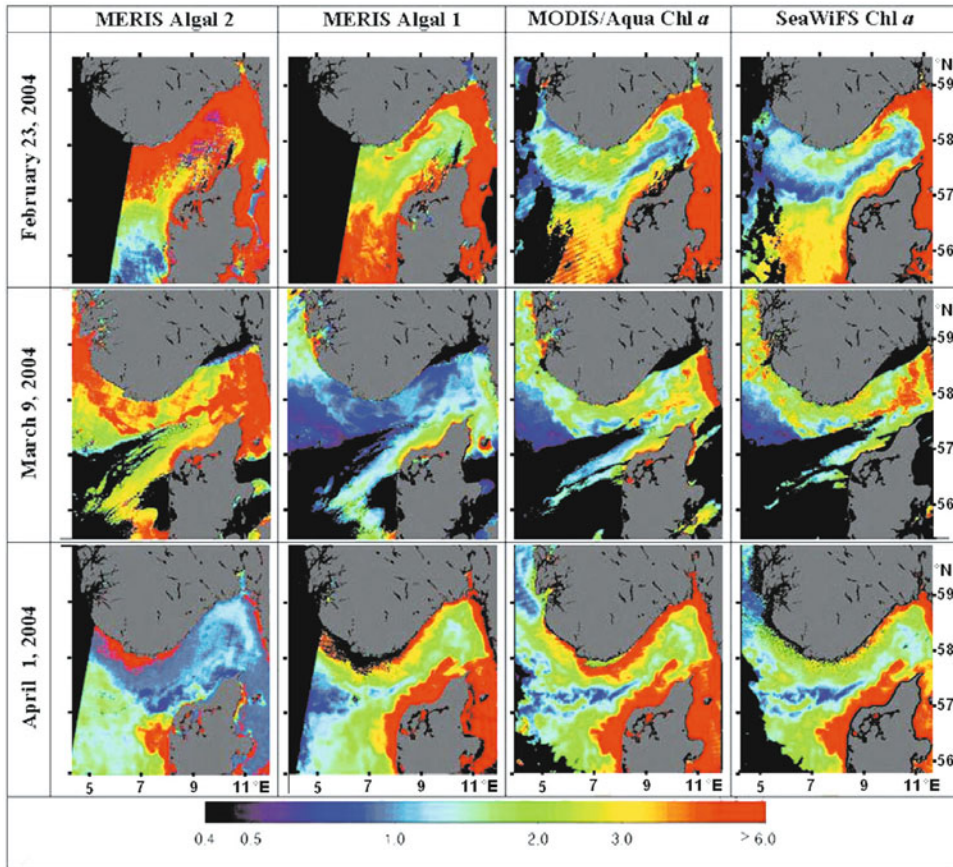 MERIS Algal 2 MERIS Algal 1 MODIS/Aqua Chl a SeaWiFS Chl a
February 23, 2004
°N
59
58
57
56
March 9, 2004
°N
59
58
57
56
April 1, 2004
°N
59
58
57
56
5 7 9 11 °E 5 7 9 11 °E 5 7 9 11 °E 5 7 9 11 °E
0.4 0.5 1.0 2.0 3.0 > 6.0